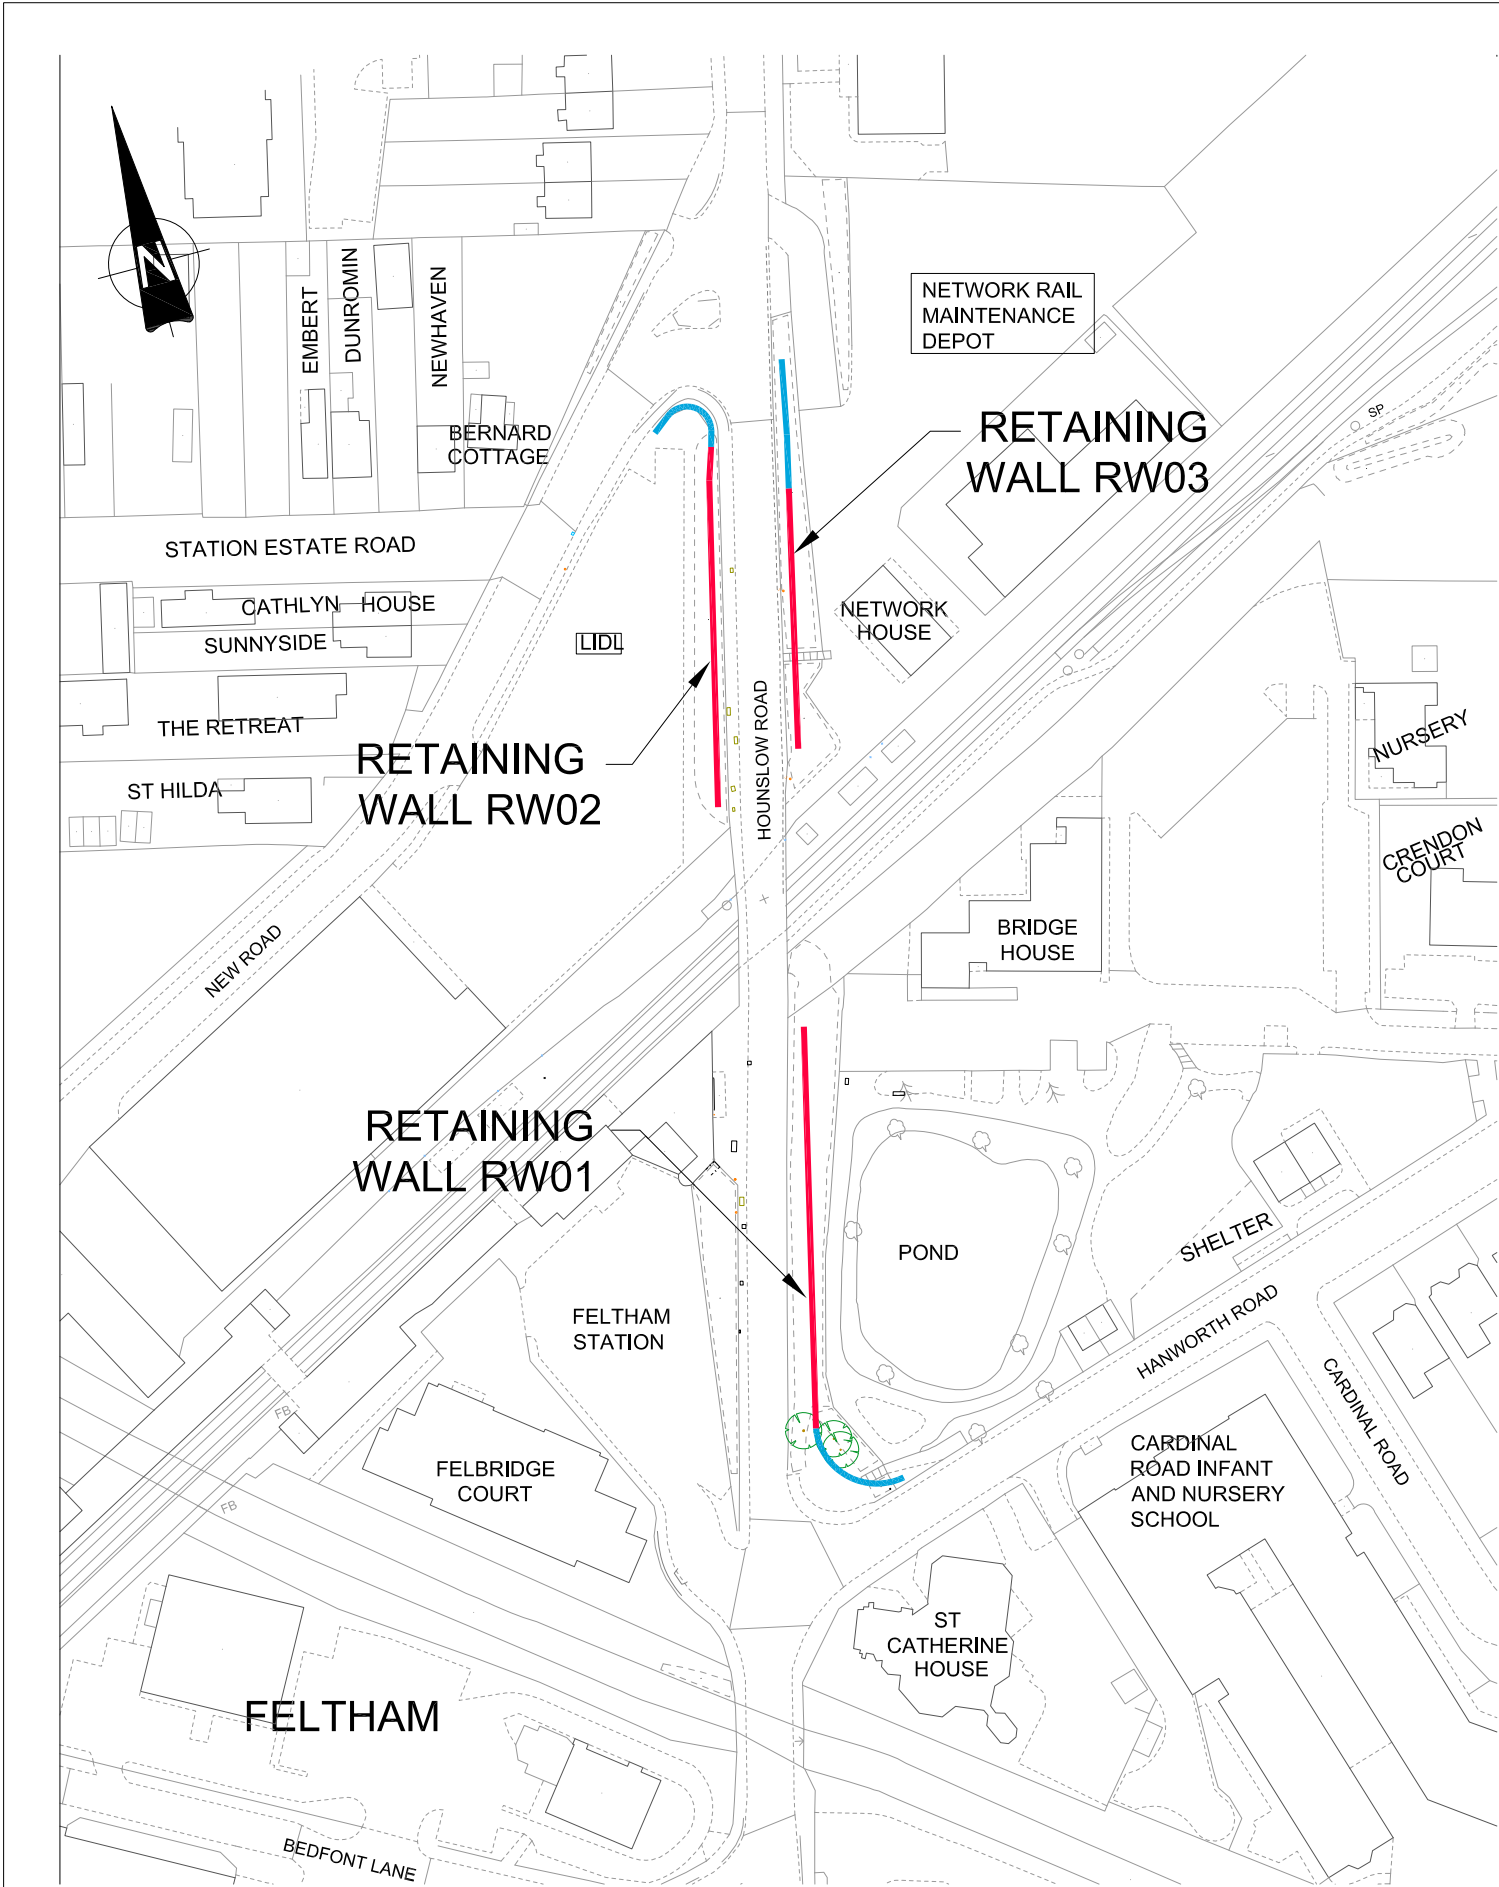 N
EMBERT
DUNROMIN
NEWHAVEN
BERNARD
COTTAGE
NETWORK RAIL
MAINTENANCE
DEPOT
RETAINING
WALL RW03
SP
STATION ESTATE ROAD
CATHLYN HOUSE
SUNNYSIDE
LIDL
NETWORK
HOUSE
THE RETREAT
ST HILDA
RETAINING
WALL RW02
HOUNSLOW ROAD
NURSERY
CRENDON
COURT
BRIDGE
HOUSE
NEW ROAD
RETAINING
WALL RW01
POND
SHELTER
FELTHAM
STATION
HANWORTH ROAD
CARDINAL ROAD
FB
FB
FELBRIDGE
COURT
CARDINAL
ROAD INFANT
AND NURSERY
SCHOOL
ST
CATHERINE
HOUSE
FELTHAM
BEDFONT LANE